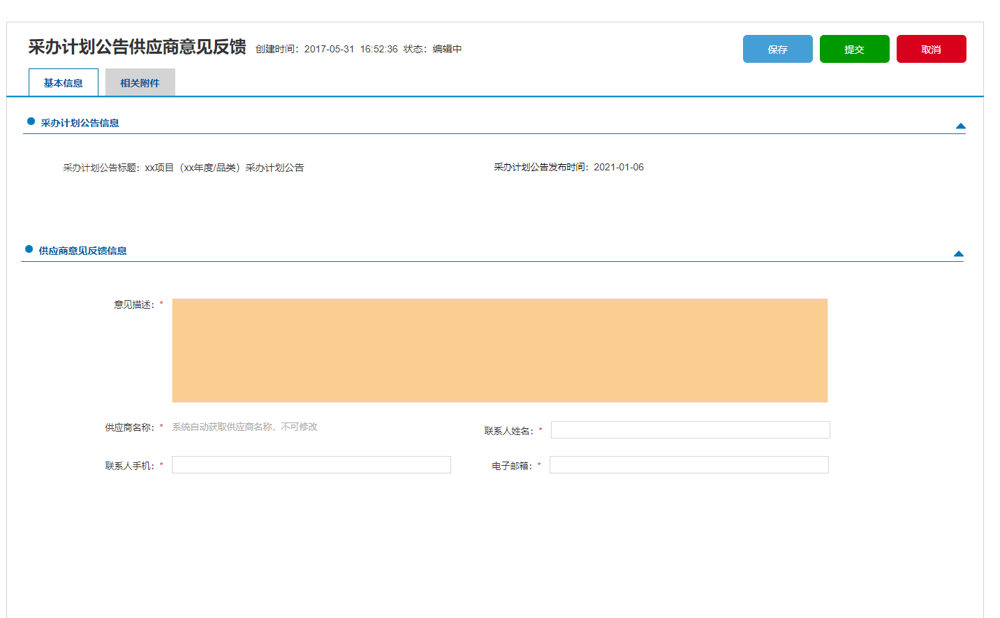 采办计划公告供应商意见反馈 创建时间：2017-05-31 16:52:36 状态：编辑中
保存 提交 取消
基本信息 相关附件
采办计划公告信息
采办计划公告标题：xx项目（xx年度/品类）采办计划公告 采办计划公告发布时间：2021-01-06
供应商意见反馈信息
意见描述：*
供应商名称：* 系统自动获取供应商名称，不可修改 联系人姓名：*
联系人手机：* 电子邮箱：*